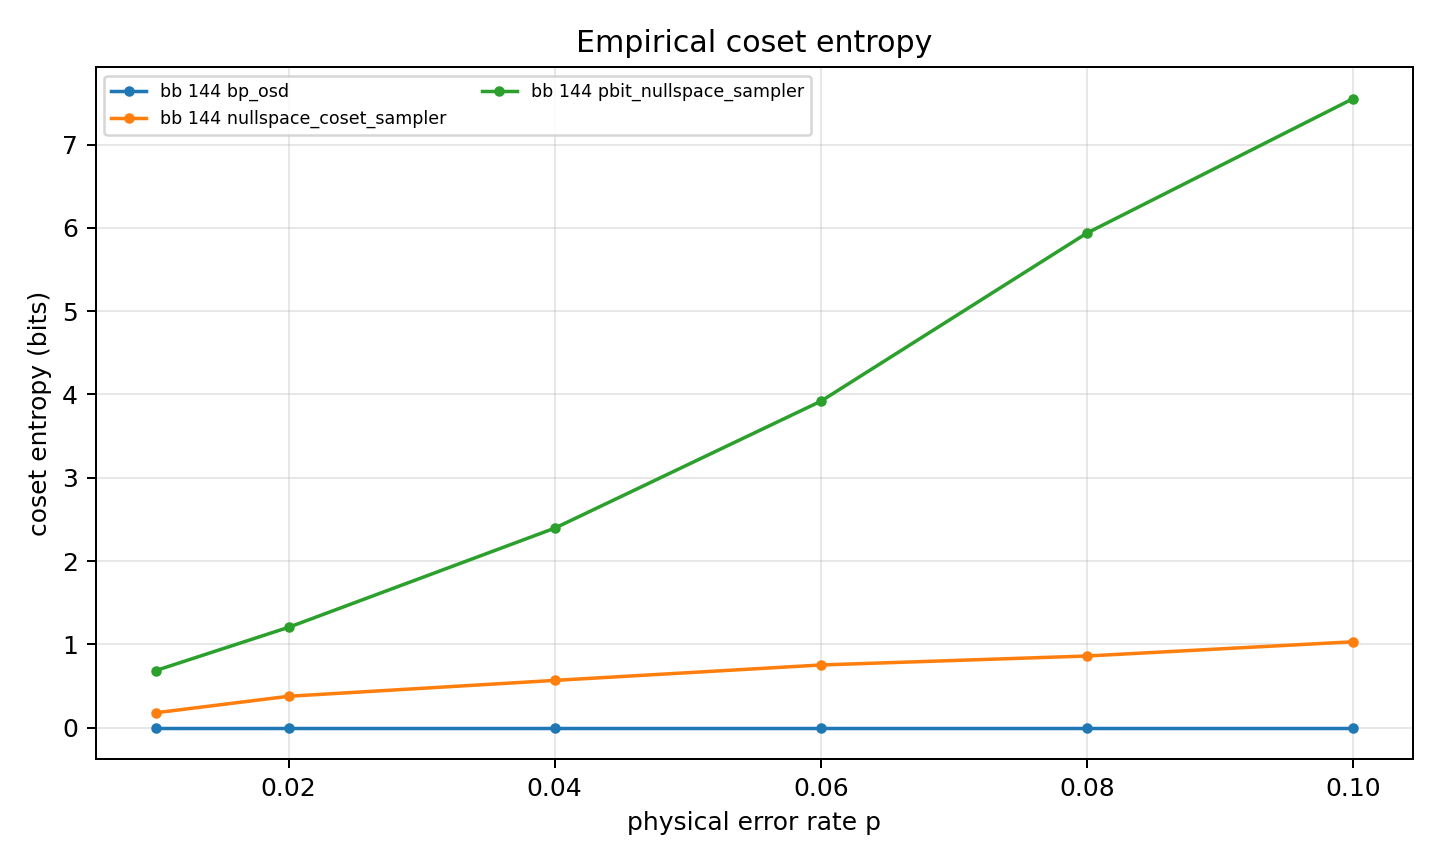 Empirical coset entropy
bb 144 bp_osd
bb 144 nullspace_coset_sampler
bb 144 pbit_nullspace_sampler
coset entropy (bits)
7
6
5
4
3
2
1
0
0.02 0.04 0.06 0.08 0.10
physical error rate p